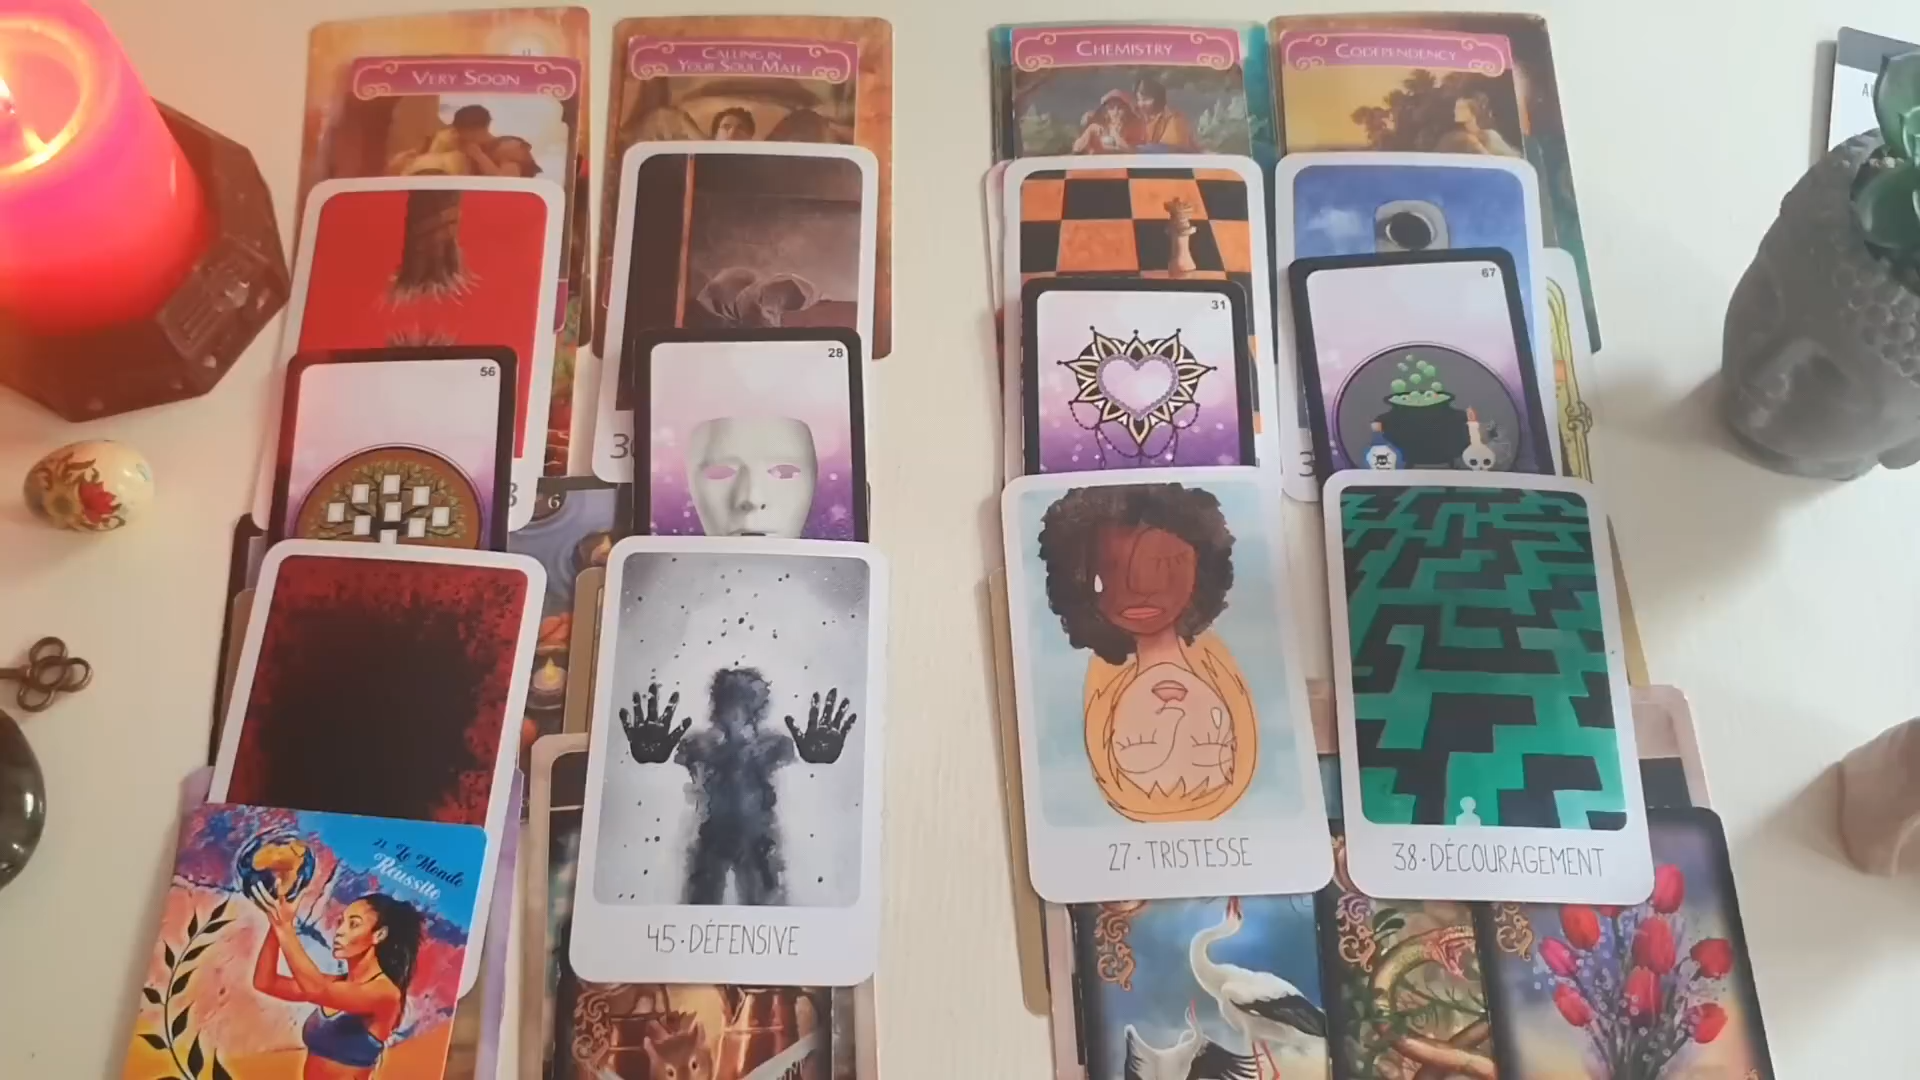 VERY SOON
CALLING IN
YOUR SOUL MATE
CHEMISTRY
CODEPENDENCY
67
31
28
56
6
27·TRISTESSE
38·DÉCOURAGEMENT
45·DÉFENSIVE
21. Le Monde
Réussite